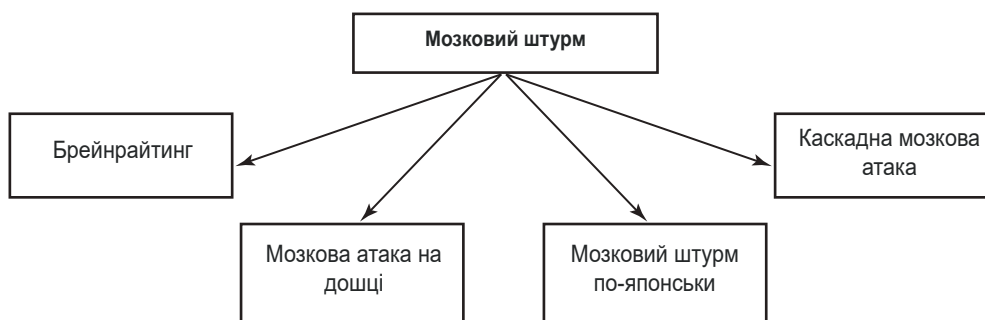 Мозковий штурм
Брейнрайтинг
Каскадна мозкова
атака
Мозкова атака на
дошці
Мозковий штурм
по-японськи